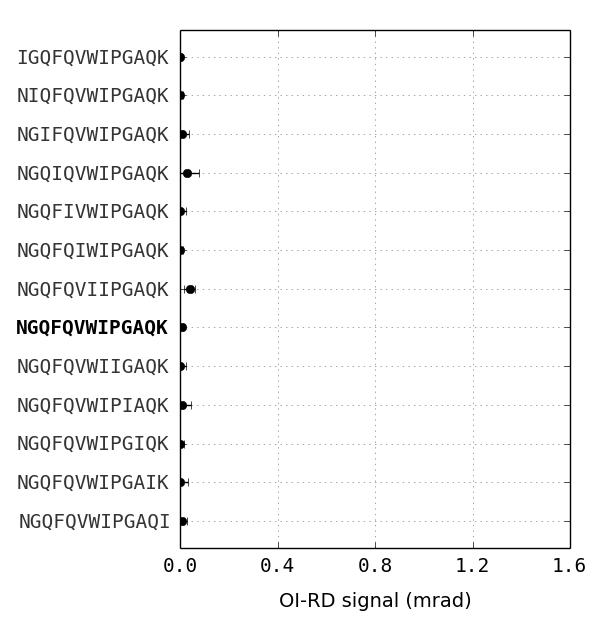 IGQFQVWIPGAQK
NIQFQVWIPGAQK
NGIFQVWIPGAQK
NGQIQVWIPGAQK
NGQFIVWIPGAQK
NGQFQIWIPGAQK
NGQFQVIIPGAQK
NGQFQVWIPGAQK
NGQFQVWIIGAQK
NGQFQVWIPIAQK
NGQFQVWIPGIQK
NGQFQVWIPGAIK
NGQFQVWIPGAQI
0.0 0.4 0.8 1.2 1.6
OI-RD signal (mrad)